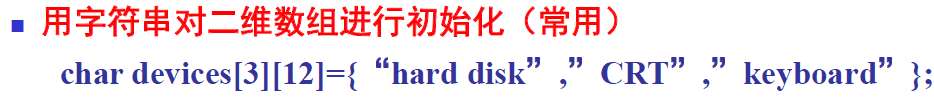 ■ 用字符串对二维数组进行初始化（常用）
char devices[3][12]={“hard disk” ,” CRT” ,” keyboard” };